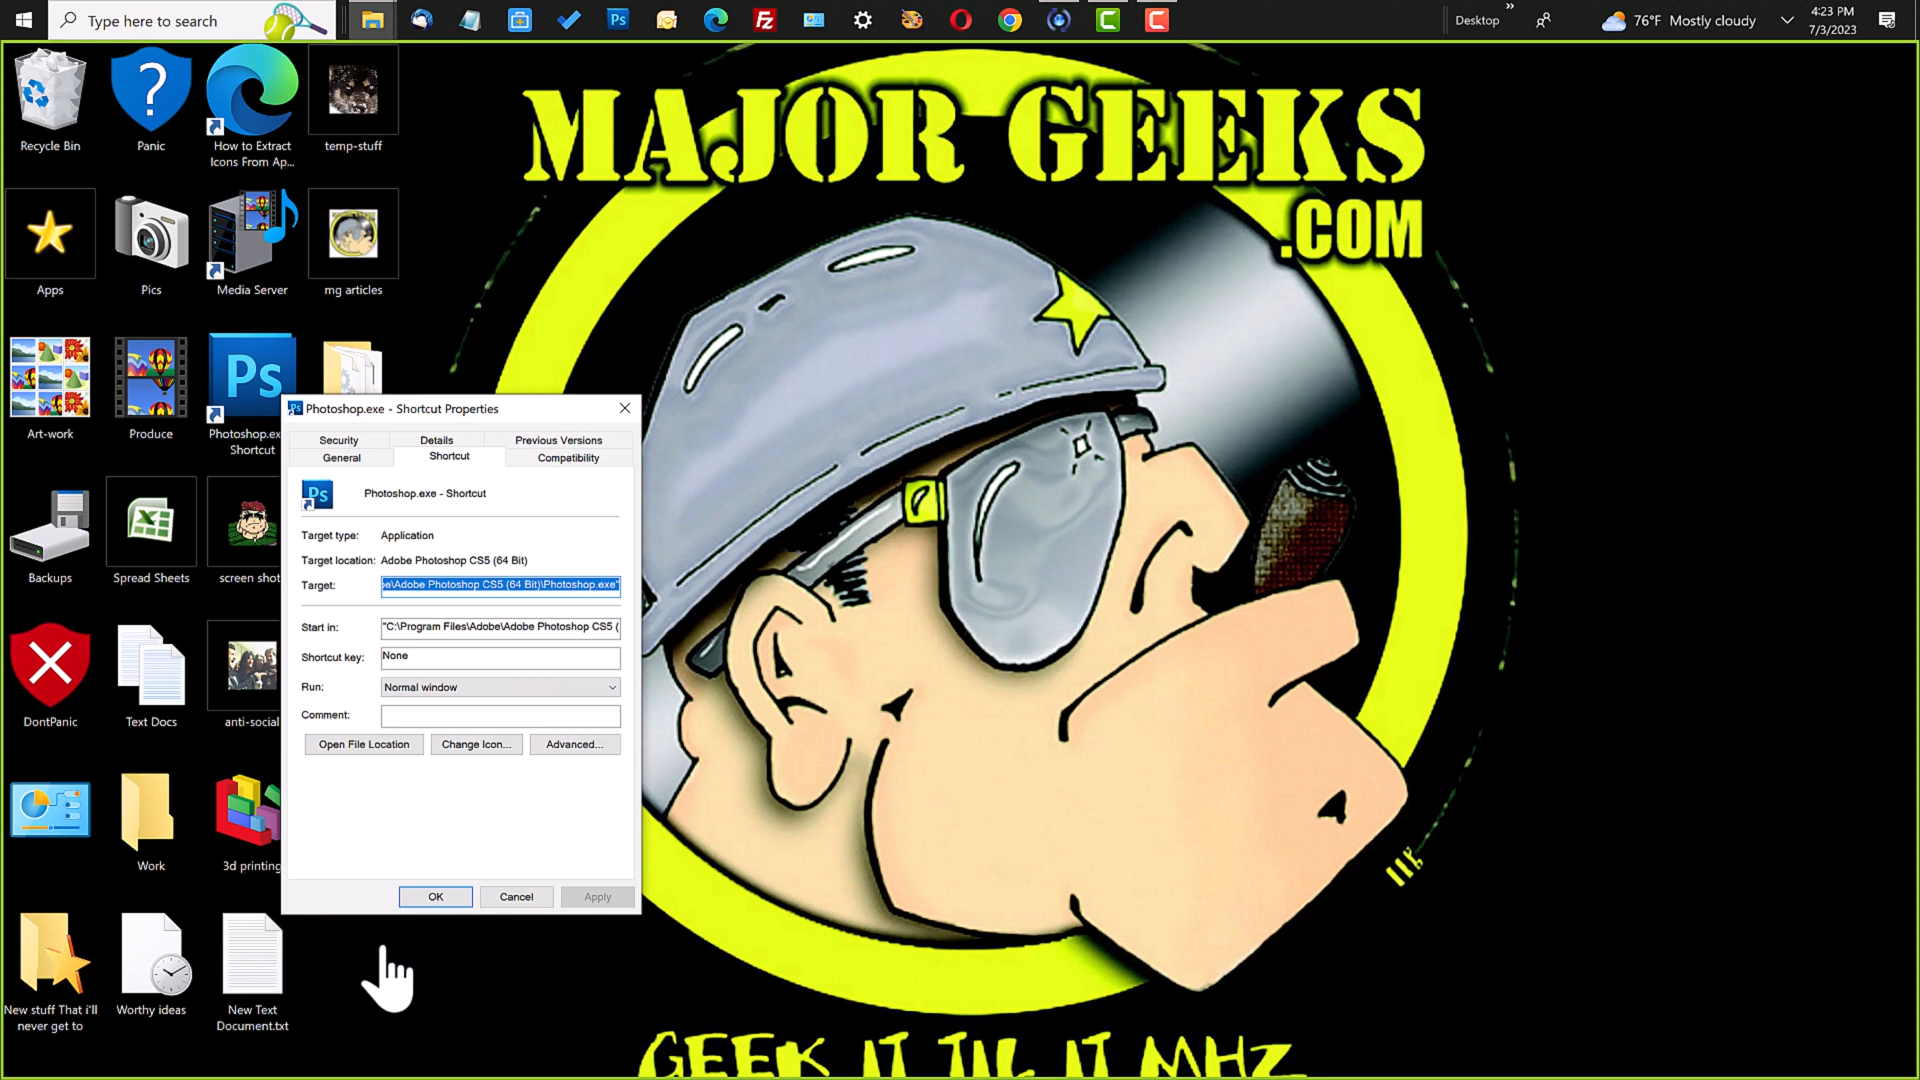 Type here to search
Desktop
76°F Mostly cloudy
4:23 PM
7/3/2023
Recycle Bin
Panic
How to Extract
Icons From Ap...
temp-stuff
MAJOR GEEKS
.COM
Apps
Pics
Media Server
mg articles
Art-work
Produce
Ps
Photoshop.ex
Shortcut
Backups
Spread Sheets
screen shot
DontPanic
Text Docs
anti-social
Work
3d printing
New stuff That i'll
never get to
Worthy ideas
New Text
Document.txt
Photoshop.exe - Shortcut Properties
Security
Details
Previous Versions
General
Shortcut
Compatibility
Ps
Photoshop.exe - Shortcut
Target type: Application
Target location: Adobe Photoshop CS5 (64 Bit)
Target: be\Adobe Photoshop CS5 (64 Bit)\Photoshop.exe"
Start in: "C:\Program Files\Adobe\Adobe Photoshop CS5 (
Shortcut key: None
Run: Normal window
Comment:
Open File Location
Change Icon...
Advanced...
OK
Cancel
Apply
GEEK IT TIL IT MHZ